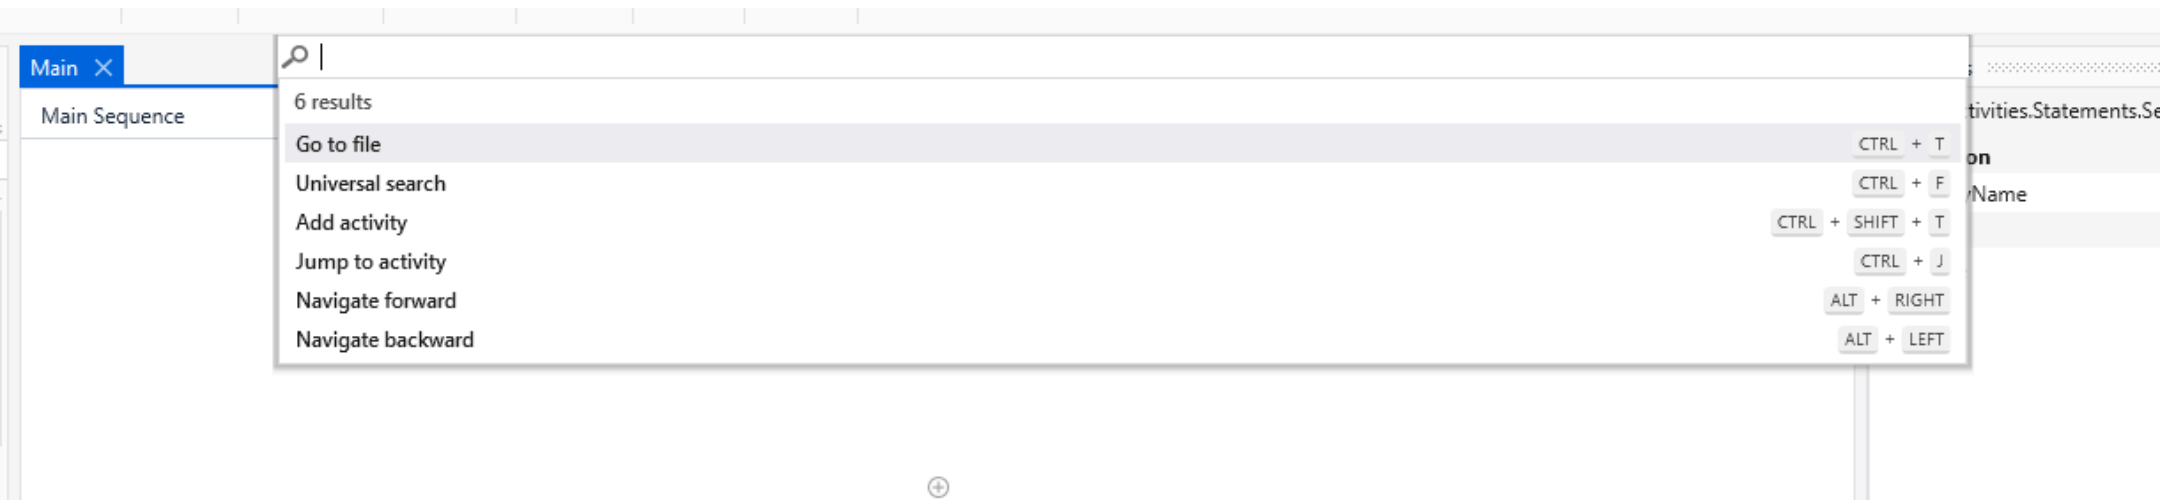 Main
Main Sequence
6 results
Go to file CTRL + T
Universal search CTRL + F
Add activity CTRL + SHIFT + T
Jump to activity CTRL + J
Navigate forward ALT + RIGHT
Navigate backward ALT + LEFT
tivities.Statements.Se
on
yName